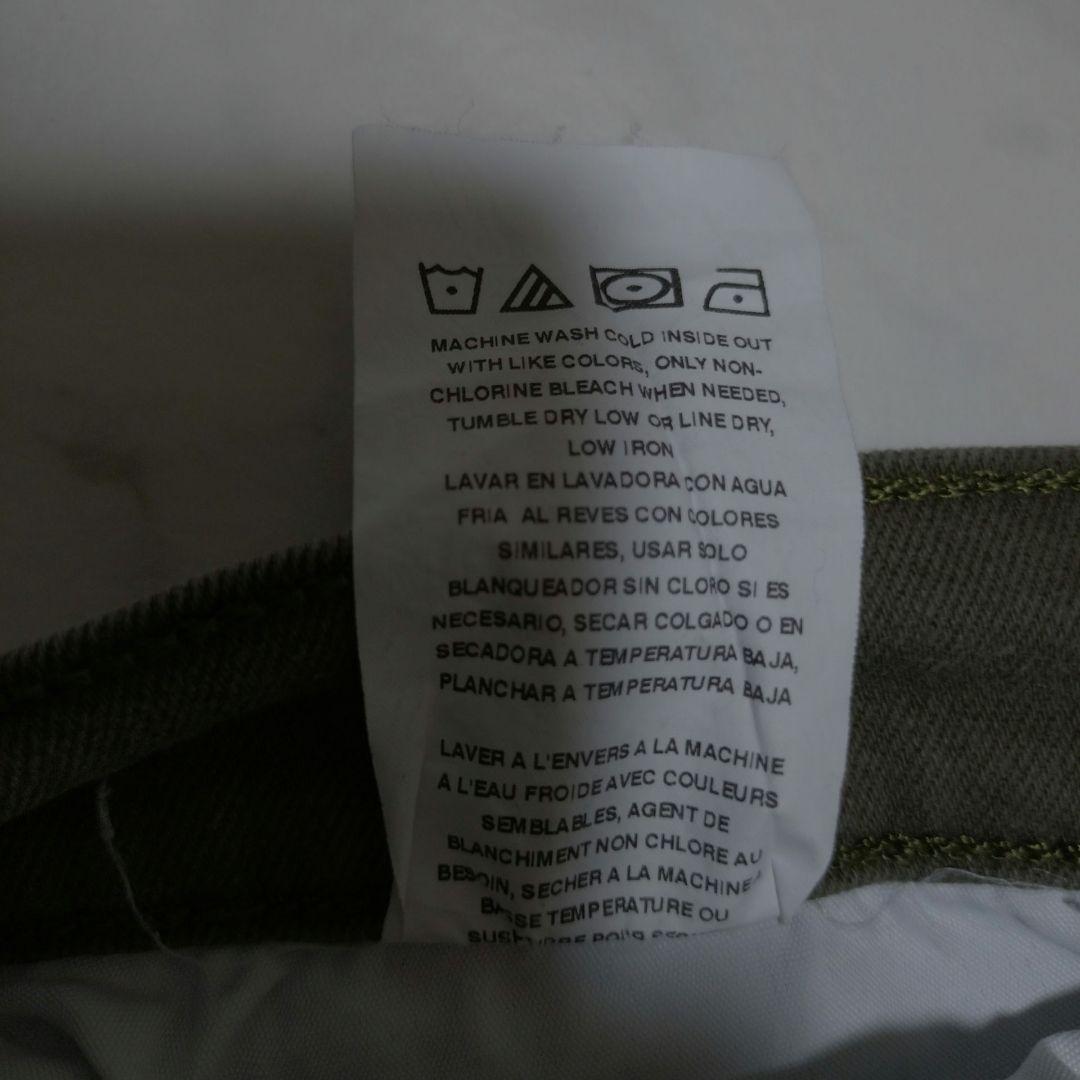 MACHINE WASH COLD INSIDE OUT
WITH LIKE COLORS, ONLY NON-
CHLORINE BLEACH WHEN NEEDED,
TUMBLE DRY LOW OR LINE DRY,
LOW IRON
LAVAR EN LAVADORA CON AGUA
FRIA AL REVES CON COLORES
SIMILARES, USAR SOLO
BLANQUEADOR SIN CLORO SI ES
NECESARIO, SECAR COLGADO O EN
SECADORA A TEMPERATURA BAJA,
PLANCHAR A TEMPERATURA BAJA
LAVER A L'ENVERS A LA MACHINE
A L'EAU FROIDE AVEC COULEURS
SEMBLABLES, AGENT DE
BLANCHIMENT NON CHLORE AU
BESOIN, SECHER A LA MACHINE A
BASSE TEMPERATURE OU
POUR